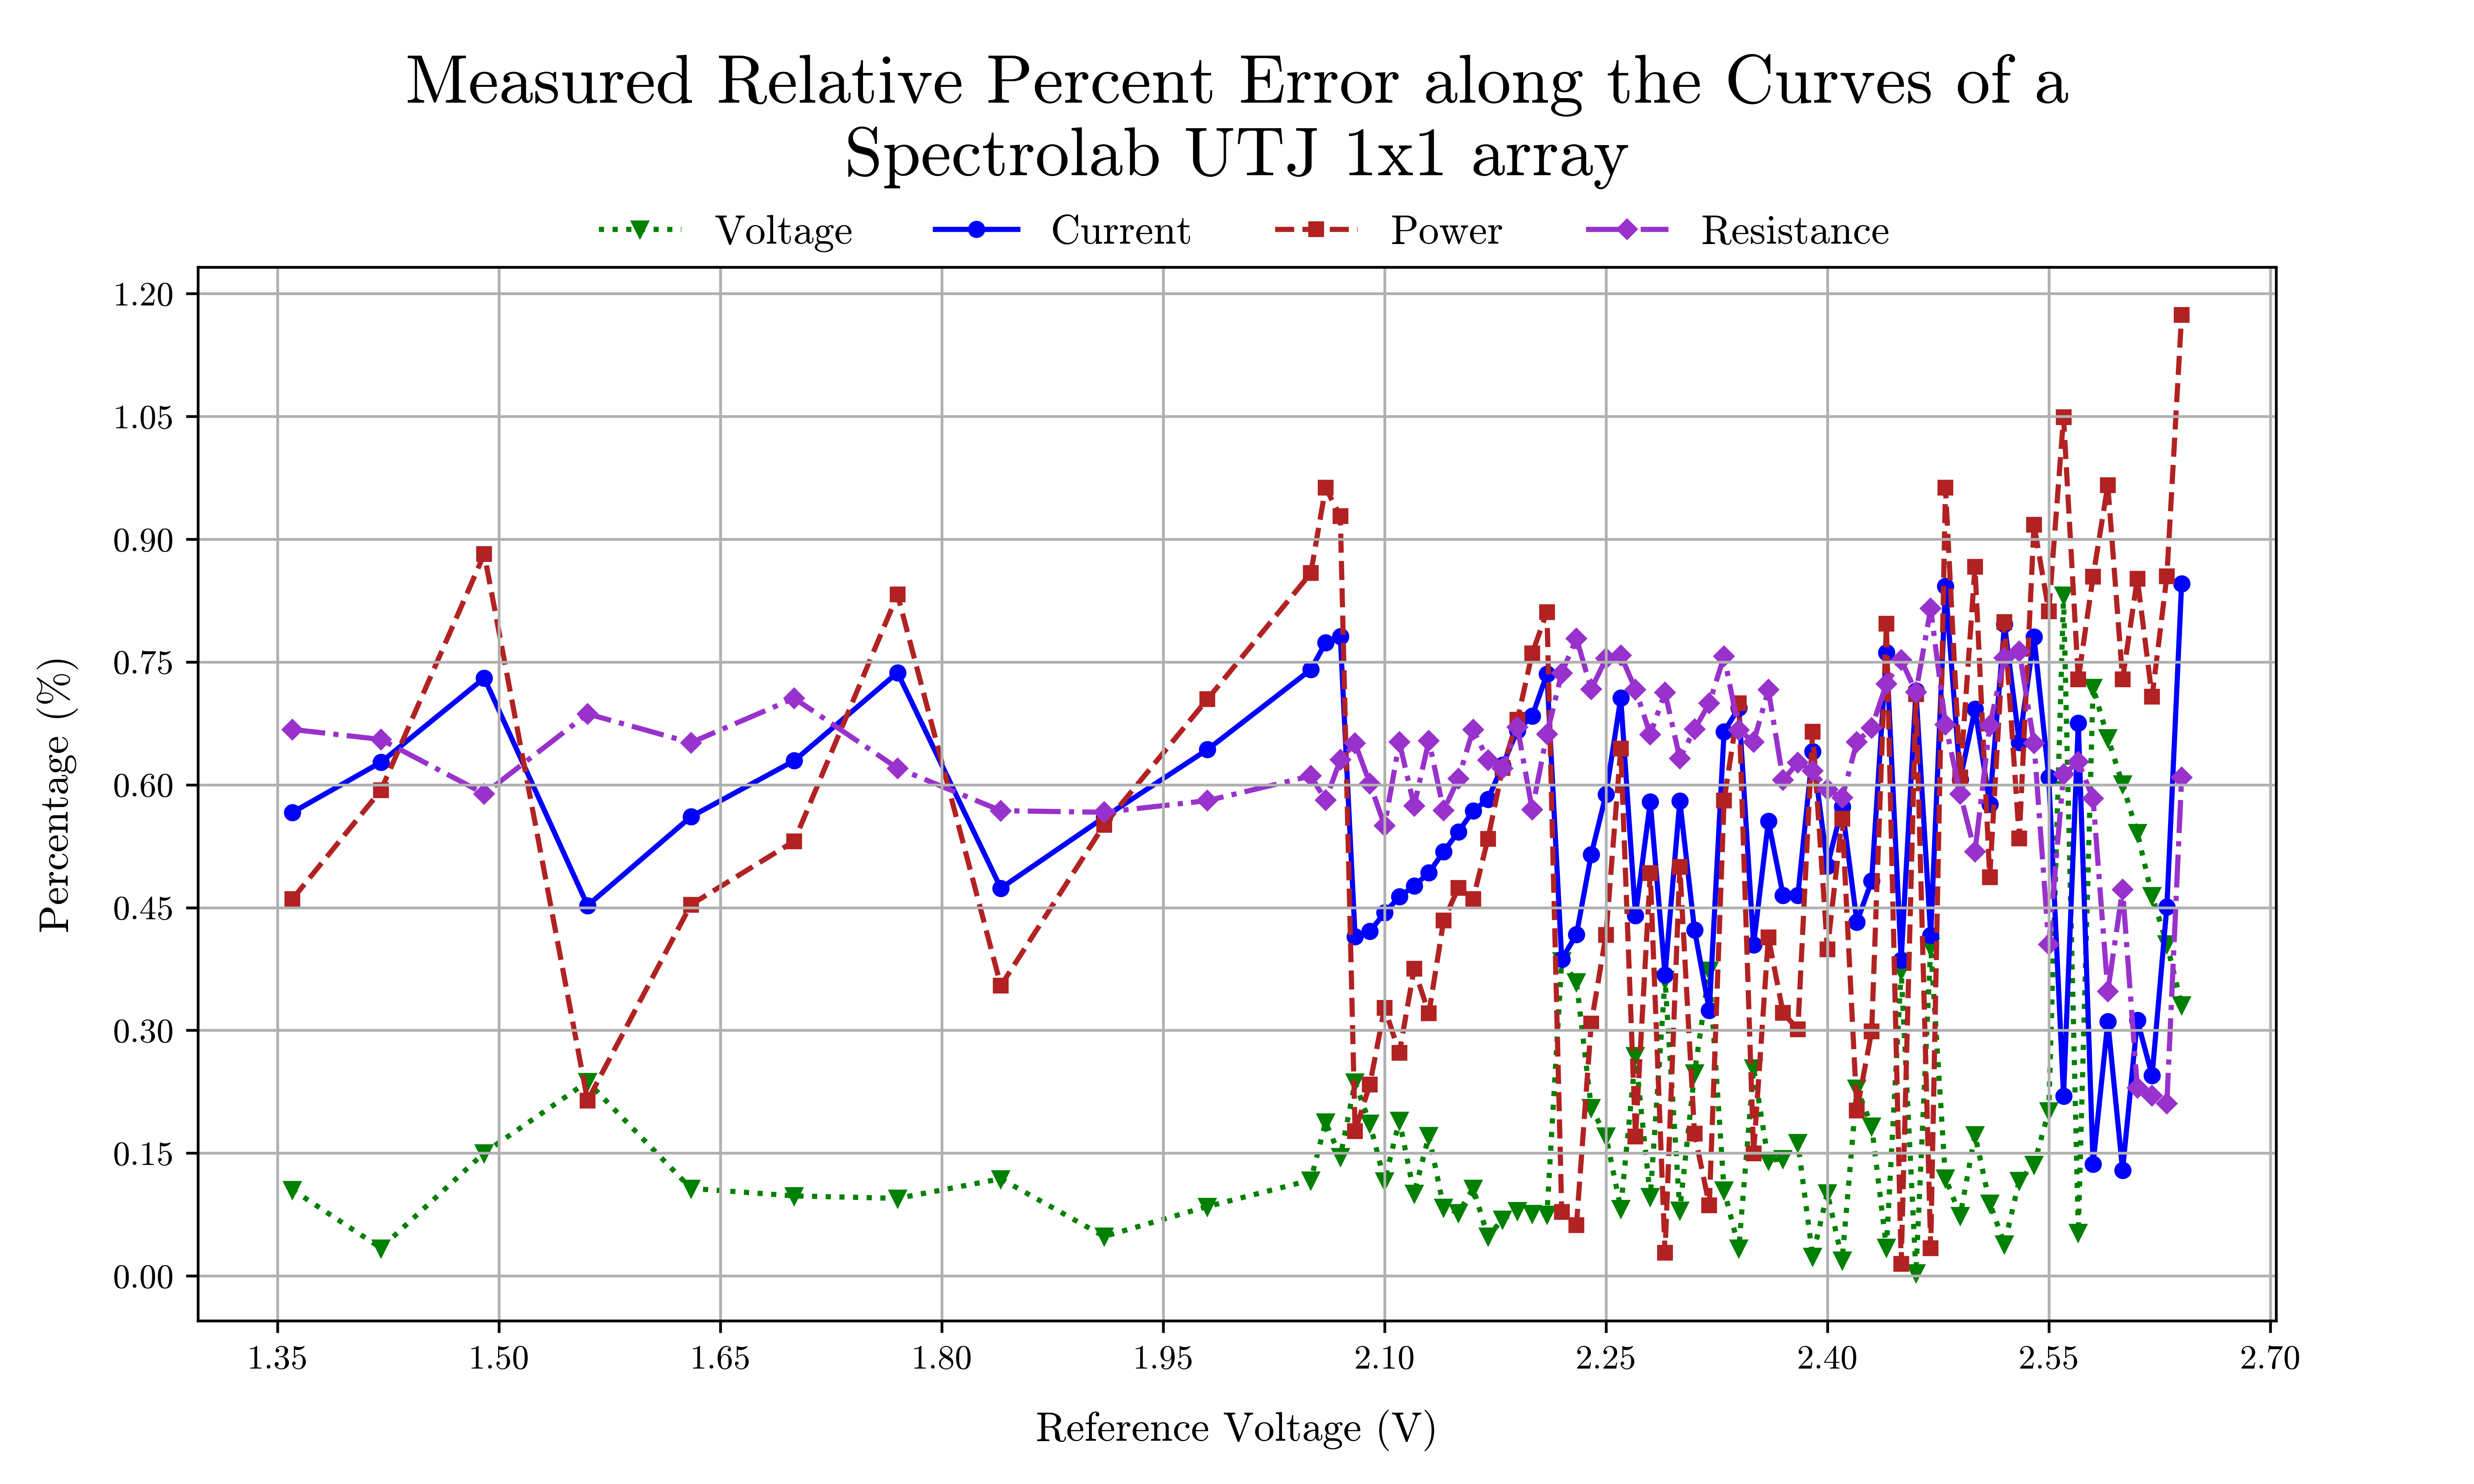 Measured Relative Percent Error along the Curves of a
Spectrolab UTJ 1x1 array
Voltage Current Power Resistance
1.20
1.05
0.90
0.75
0.60
0.45
0.30
0.15
0.00
Percentage (%)
1.35 1.50 1.65 1.80 1.95 2.10 2.25 2.40 2.55 2.70
Reference Voltage (V)